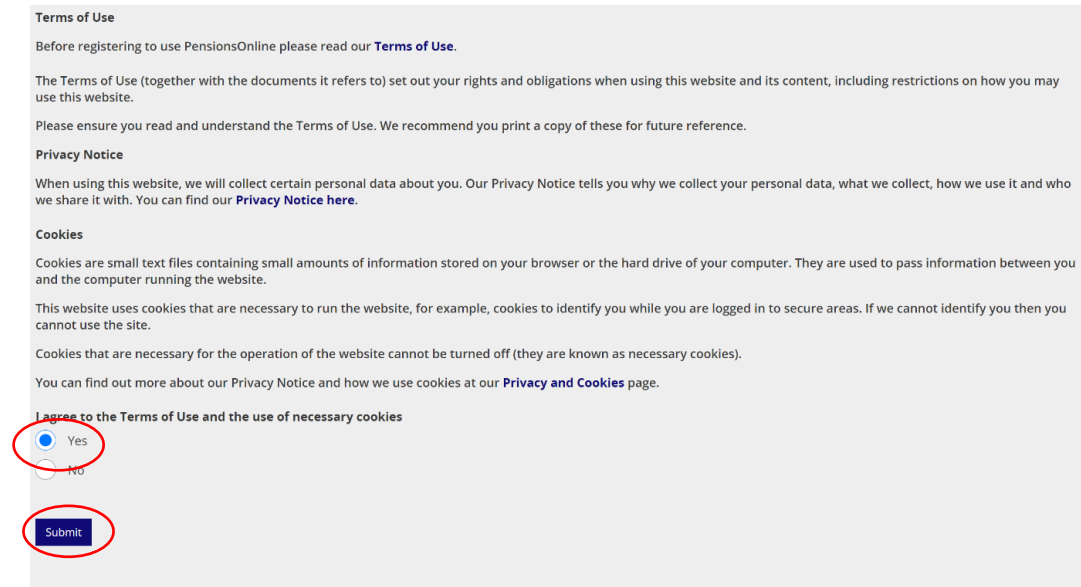 Terms of Use
Before registering to use PensionsOnline please read our Terms of Use.
The Terms of Use (together with the documents it refers to) set out your rights and obligations when using this website and its content, including restrictions on how you may
use this website.
Please ensure you read and understand the Terms of Use. We recommend you print a copy of these for future reference.
Privacy Notice
When using this website, we will collect certain personal data about you. Our Privacy Notice tells you why we collect your personal data, what we collect, how we use it and who
we share it with. You can find our Privacy Notice here.
Cookies
Cookies are small text files containing small amounts of information stored on your browser or the hard drive of your computer. They are used to pass information between you
and the computer running the website.
This website uses cookies that are necessary to run the website, for example, cookies to identify you while you are logged in to secure areas. If we cannot identify you then you
cannot use the site.
Cookies that are necessary for the operation of the website cannot be turned off (they are known as necessary cookies).
You can find out more about our Privacy Notice and how we use cookies at our Privacy and Cookies page.
I agree to the Terms of Use and the use of necessary cookies
Yes
No
Submit